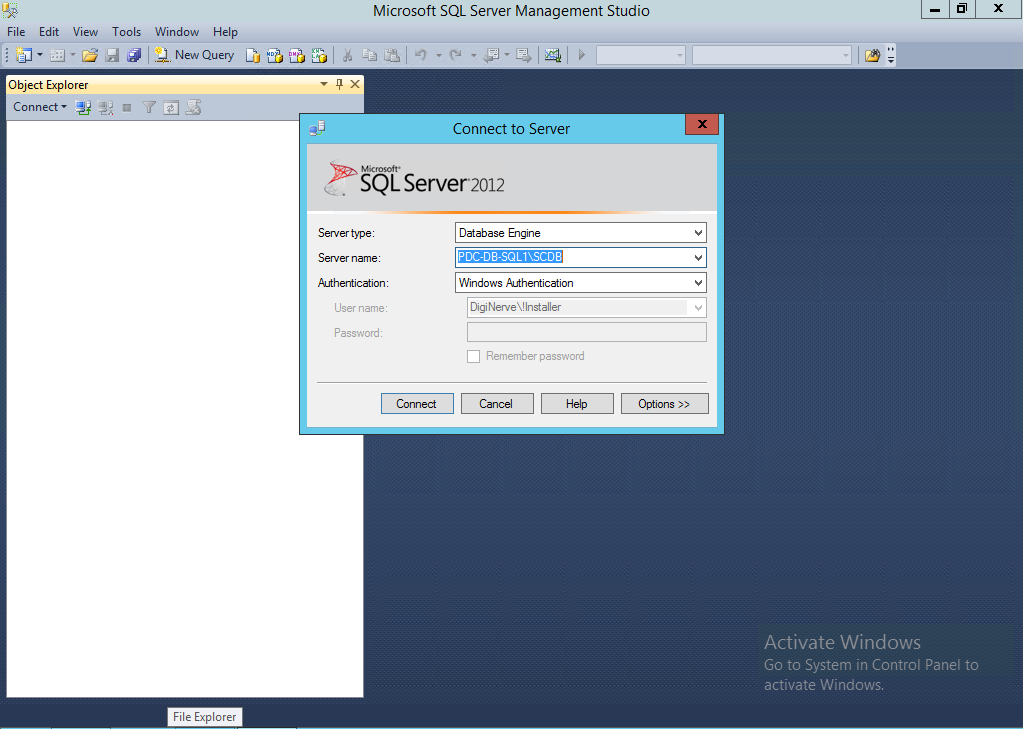 Microsoft SQL Server Management Studio
File Edit View Tools Window Help
New Query
Object Explorer
Connect
Connect to Server
Microsoft®
SQL Server 2012
Server type: Database Engine
Server name: PDC-DB-SQL1\SCDB
Authentication: Windows Authentication
User name: DigiNerve\!Installer
Password:
Remember password
Connect Cancel Help Options >>
Activate Windows
Go to System in Control Panel to
activate Windows.
File Explorer